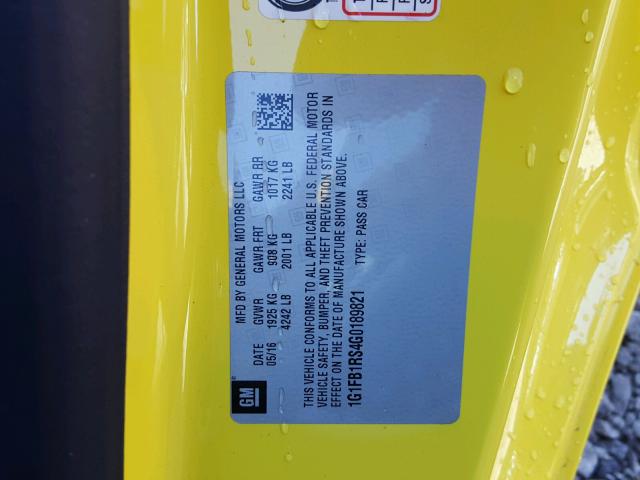 MFD BY GENERAL MOTORS LLC
DATE GVWR GAWR FRT GAWR RR
05/16 1925 KG 908 KG 1017 KG
4242 LB 2001 LB 2241 LB
THIS VEHICLE CONFORMS TO ALL APPLICABLE U.S. FEDERAL MOTOR
VEHICLE SAFETY, BUMPER, AND THEFT PREVENTION STANDARDS IN
EFFECT ON THE DATE OF MANUFACTURE SHOWN ABOVE.
1G1FB1RS4G0189821 TYPE: PASS CAR
GM